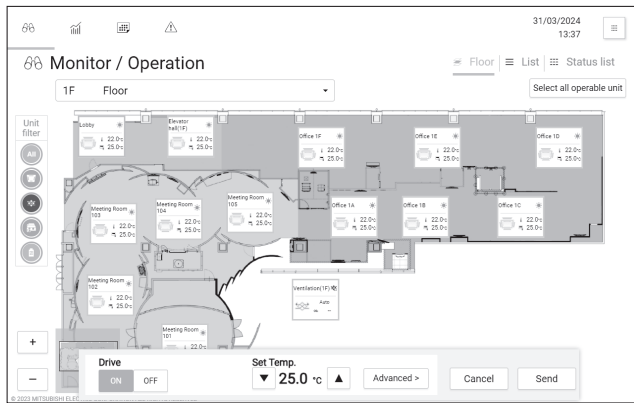 31/03/2024
13:37
Monitor / Operation
Floor
List
Status list
1F Floor
Select all operable unit
Unit
filter
All
Lobby
22.0°C
25.0°C
Elevator
hall(1F)
22.0°C
25.0°C
Office 1F
22.0°C
25.0°C
Office 1E
22.0°C
25.0°C
Office 1D
22.0°C
25.0°C
Meeting Room
103
22.0°C
25.0°C
Meeting Room
104
22.0°C
25.0°C
Meeting Room
105
22.0°C
25.0°C
Office 1A
22.0°C
25.0°C
Office 1B
22.0°C
25.0°C
Office 1C
22.0°C
25.0°C
Meeting Room
102
22.0°C
25.0°C
Ventilation(1F)
Auto
Meeting Room
101
22.0°C
+
−
Drive
ON
OFF
Set Temp.
25.0 °C
Advanced >
Cancel
Send
© 2023 MITSUBISHI ELEC